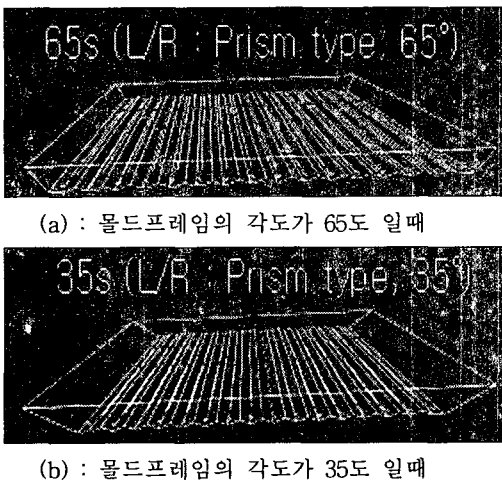 65s (L/R : Prism type, 65°)
(a) : 몰드프레임의 각도가 65도 일때
35s (L/R : Prism type, 35°)
(b) : 몰드프레임의 각도가 35도 일때